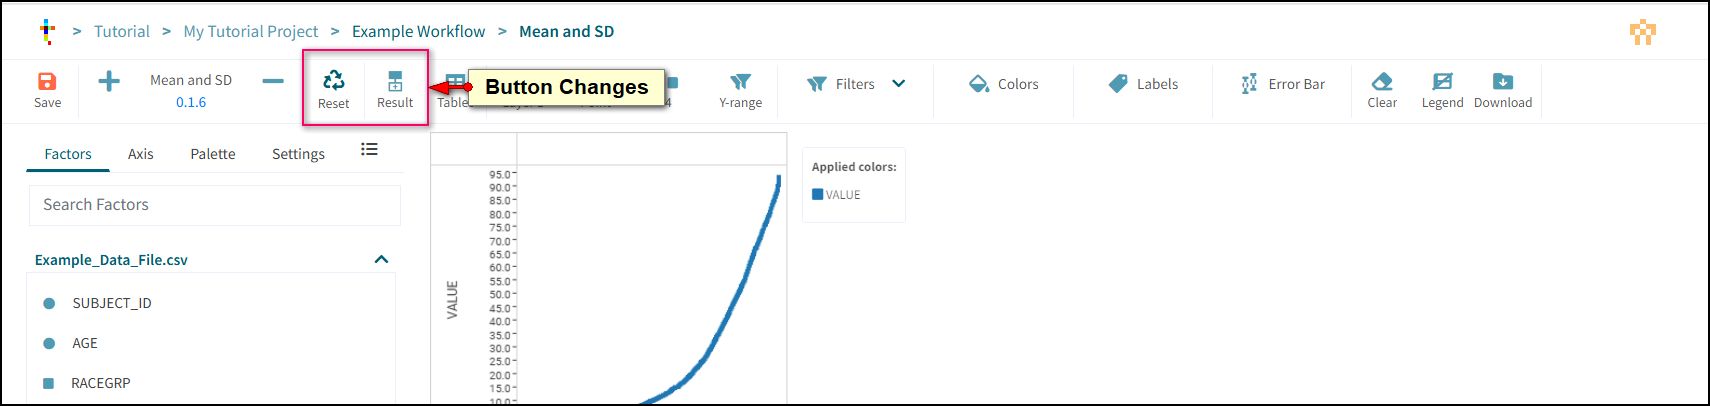 > Tutorial > My Tutorial Project > Example Workflow > Mean and SD
Save
Mean and SD
0.1.6
Reset
Result
Button Changes
Y-range
Filters
Colors
Labels
Error Bar
Clear
Legend
Download
Factors Axis Palette Settings
Search Factors
Example_Data_File.csv
SUBJECT_ID
AGE
RACEGRP
VALUE
95.0
90.0
85.0
80.0
75.0
70.0
65.0
60.0
55.0
50.0
45.0
40.0
35.0
30.0
25.0
20.0
15.0
10.0
Applied colors:
VALUE